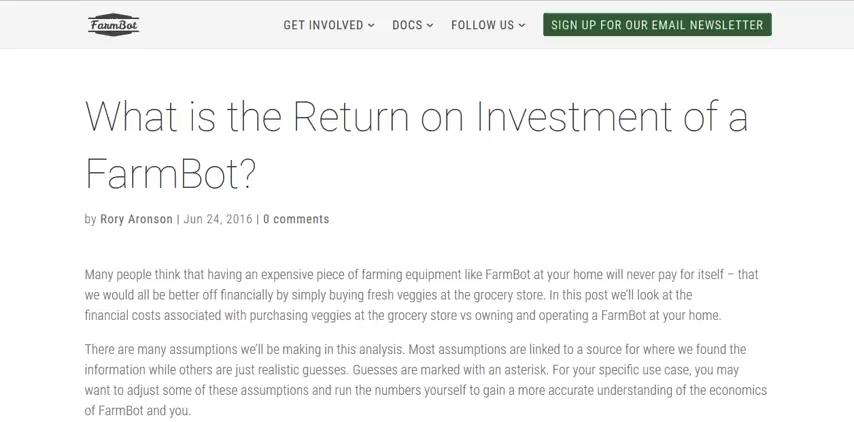 FarmBot
GET INVOLVED DOCS FOLLOW US SIGN UP FOR OUR EMAIL NEWSLETTER
What is the Return on Investment of a
FarmBot?
by Rory Aronson | Jun 24, 2016 | 0 comments
Many people think that having an expensive piece of farming equipment like FarmBot at your home will never pay for itself – that
we would all be better off financially by simply buying fresh veggies at the grocery store. In this post we’ll look at the
financial costs associated with purchasing veggies at the grocery store vs owning and operating a FarmBot at your home.
There are many assumptions we’ll be making in this analysis. Most assumptions are linked to a source for where we found the
information while others are just realistic guesses. Guesses are marked with an asterisk. For your specific use case, you may
want to adjust some of these assumptions and run the numbers yourself to gain a more accurate understanding of the economics
of FarmBot and you.